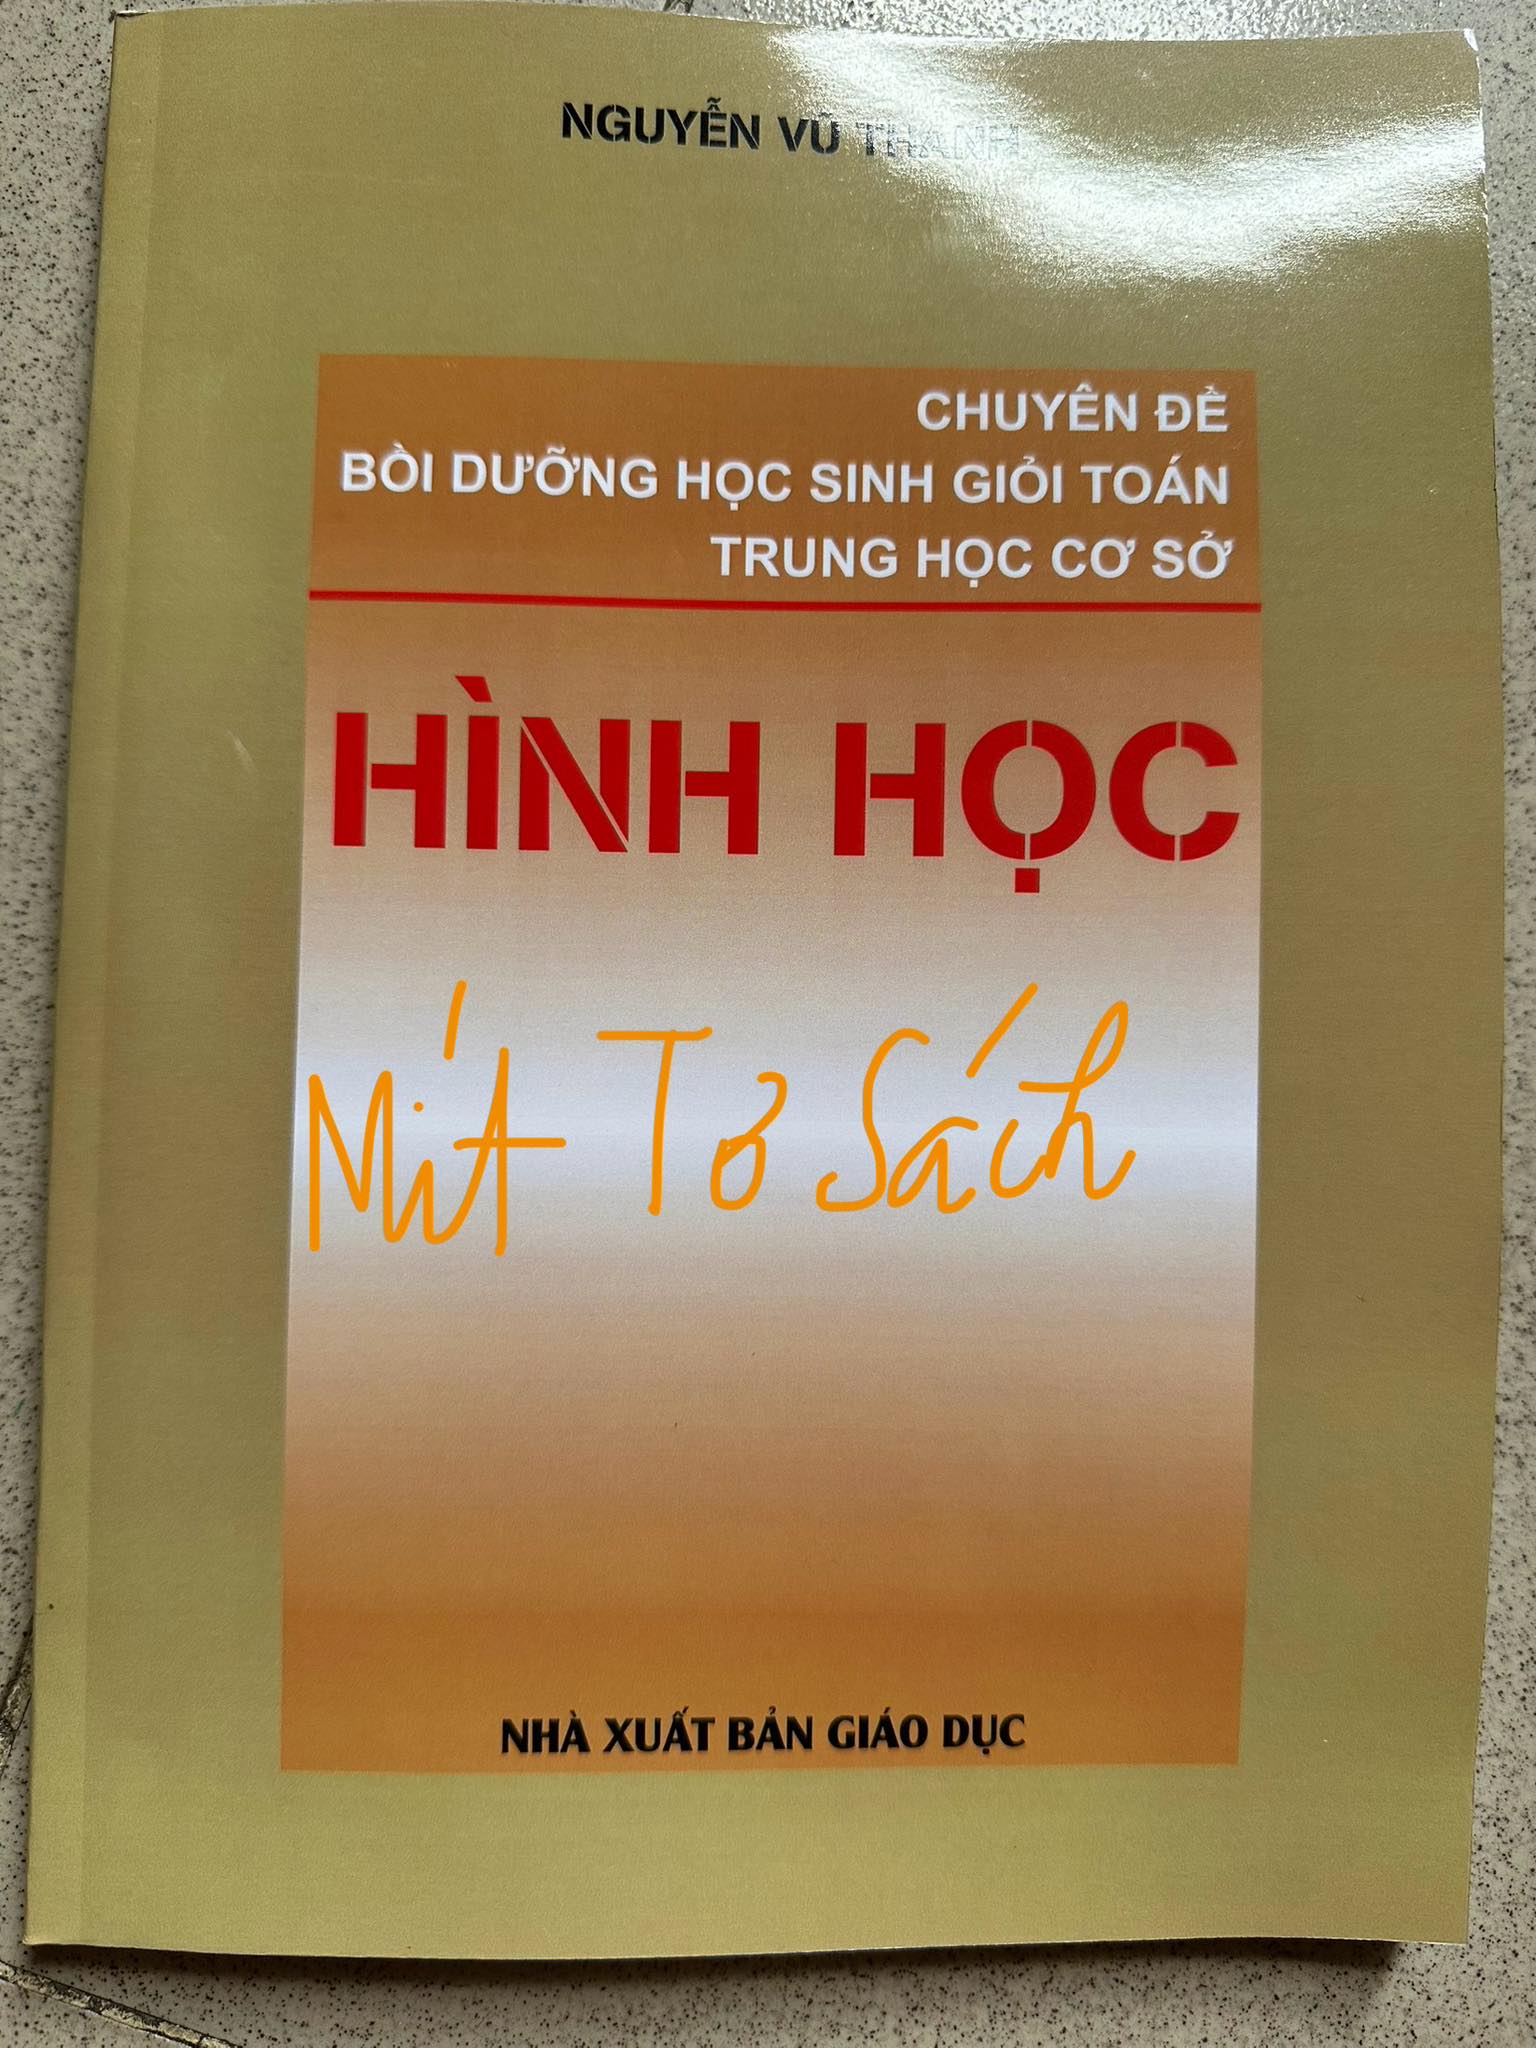 NGUYỄN VŨ THANH
CHUYÊN ĐỀ
BỒI DƯỠNG HỌC SINH GIỎI TOÁN
TRUNG HỌC CƠ SỞ
HÌNH HỌC
Mít Tơ Sách
NHÀ XUẤT BẢN GIÁO DỤC